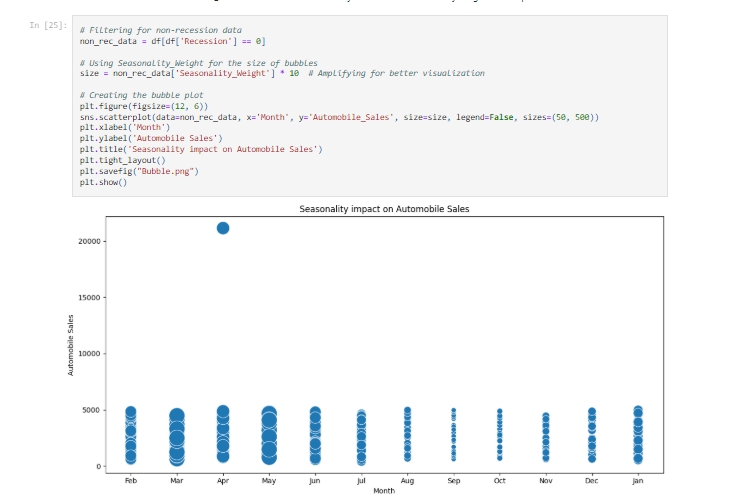 In [25]:
# Filtering for non-recession data
non_rec_data = df[df['Recession'] == 0]
# Using Seasonality_Weight for the size of bubbles
size = non_rec_data['Seasonality_Weight'] * 10  # Amplifying for better visualization
# Creating the bubble plot
plt.figure(figsize=(12, 6))
sns.scatterplot(data=non_rec_data, x='Month', y='Automobile_Sales', size=size, legend=False, sizes=(50, 500))
plt.xlabel('Month')
plt.ylabel('Automobile Sales')
plt.title('Seasonality impact on Automobile Sales')
plt.tight_layout()
plt.savefig("Bubble.png")
plt.show()
Seasonality impact on Automobile Sales
20000
15000
10000
5000
0
Automobile Sales
Feb Mar Apr May Jun Jul Aug Sep Oct Nov Dec Jan
Month